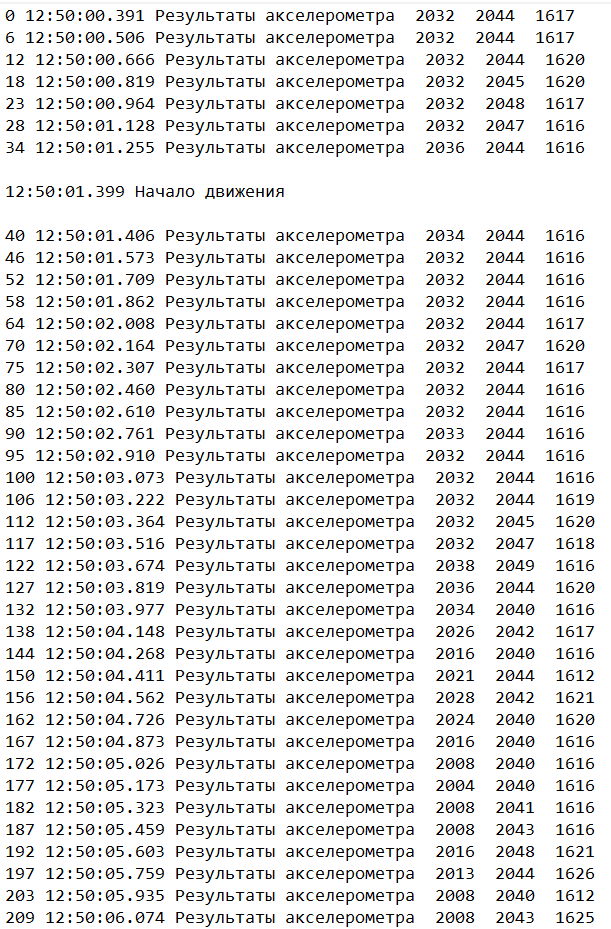 0 12:50:00.391 Результаты акселерометра  2032  2044  1617
6 12:50:00.506 Результаты акселерометра  2032  2044  1617
12 12:50:00.666 Результаты акселерометра  2032  2044  1620
18 12:50:00.819 Результаты акселерометра  2032  2045  1620
23 12:50:00.964 Результаты акселерометра  2032  2048  1617
28 12:50:01.128 Результаты акселерометра  2032  2047  1616
34 12:50:01.255 Результаты акселерометра  2036  2044  1616
12:50:01.399 Начало движения
40 12:50:01.406 Результаты акселерометра  2034  2044  1616
46 12:50:01.573 Результаты акселерометра  2032  2044  1616
52 12:50:01.709 Результаты акселерометра  2032  2044  1616
58 12:50:01.862 Результаты акселерометра  2032  2044  1616
64 12:50:02.008 Результаты акселерометра  2032  2044  1617
70 12:50:02.164 Результаты акселерометра  2032  2047  1620
75 12:50:02.307 Результаты акселерометра  2032  2044  1617
80 12:50:02.460 Результаты акселерометра  2032  2044  1616
85 12:50:02.610 Результаты акселерометра  2032  2044  1616
90 12:50:02.761 Результаты акселерометра  2033  2044  1616
95 12:50:02.910 Результаты акселерометра  2032  2044  1616
100 12:50:03.073 Результаты акселерометра  2032  2044  1616
106 12:50:03.222 Результаты акселерометра  2032  2044  1619
112 12:50:03.364 Результаты акселерометра  2032  2045  1620
117 12:50:03.516 Результаты акселерометра  2032  2047  1618
122 12:50:03.674 Результаты акселерометра  2038  2049  1616
127 12:50:03.819 Результаты акселерометра  2036  2044  1620
132 12:50:03.977 Результаты акселерометра  2034  2040  1616
138 12:50:04.148 Результаты акселерометра  2026  2042  1617
144 12:50:04.268 Результаты акселерометра  2016  2040  1616
150 12:50:04.411 Результаты акселерометра  2021  2044  1612
156 12:50:04.562 Результаты акселерометра  2028  2042  1621
162 12:50:04.726 Результаты акселерометра  2024  2040  1620
167 12:50:04.873 Результаты акселерометра  2016  2040  1616
172 12:50:05.026 Результаты акселерометра  2008  2040  1616
177 12:50:05.173 Результаты акселерометра  2004  2040  1616
182 12:50:05.323 Результаты акселерометра  2008  2041  1616
187 12:50:05.459 Результаты акселерометра  2008  2043  1616
192 12:50:05.603 Результаты акселерометра  2016  2048  1621
197 12:50:05.759 Результаты акселерометра  2013  2044  1626
203 12:50:05.935 Результаты акселерометра  2008  2040  1612
209 12:50:06.074 Результаты акселерометра  2008  2043  1625